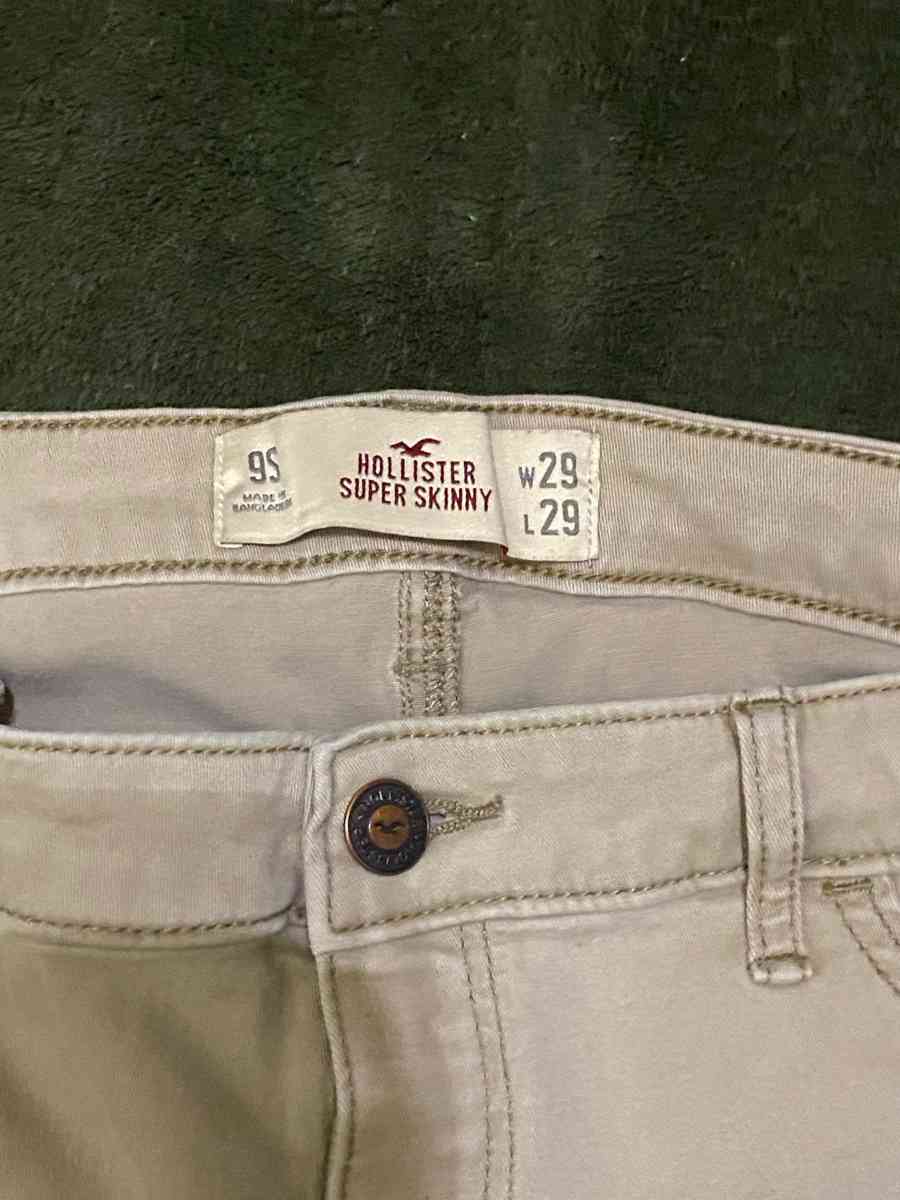 9S
MADE IN
BANGLADESH
HOLLISTER
SUPER SKINNY
W29
L29